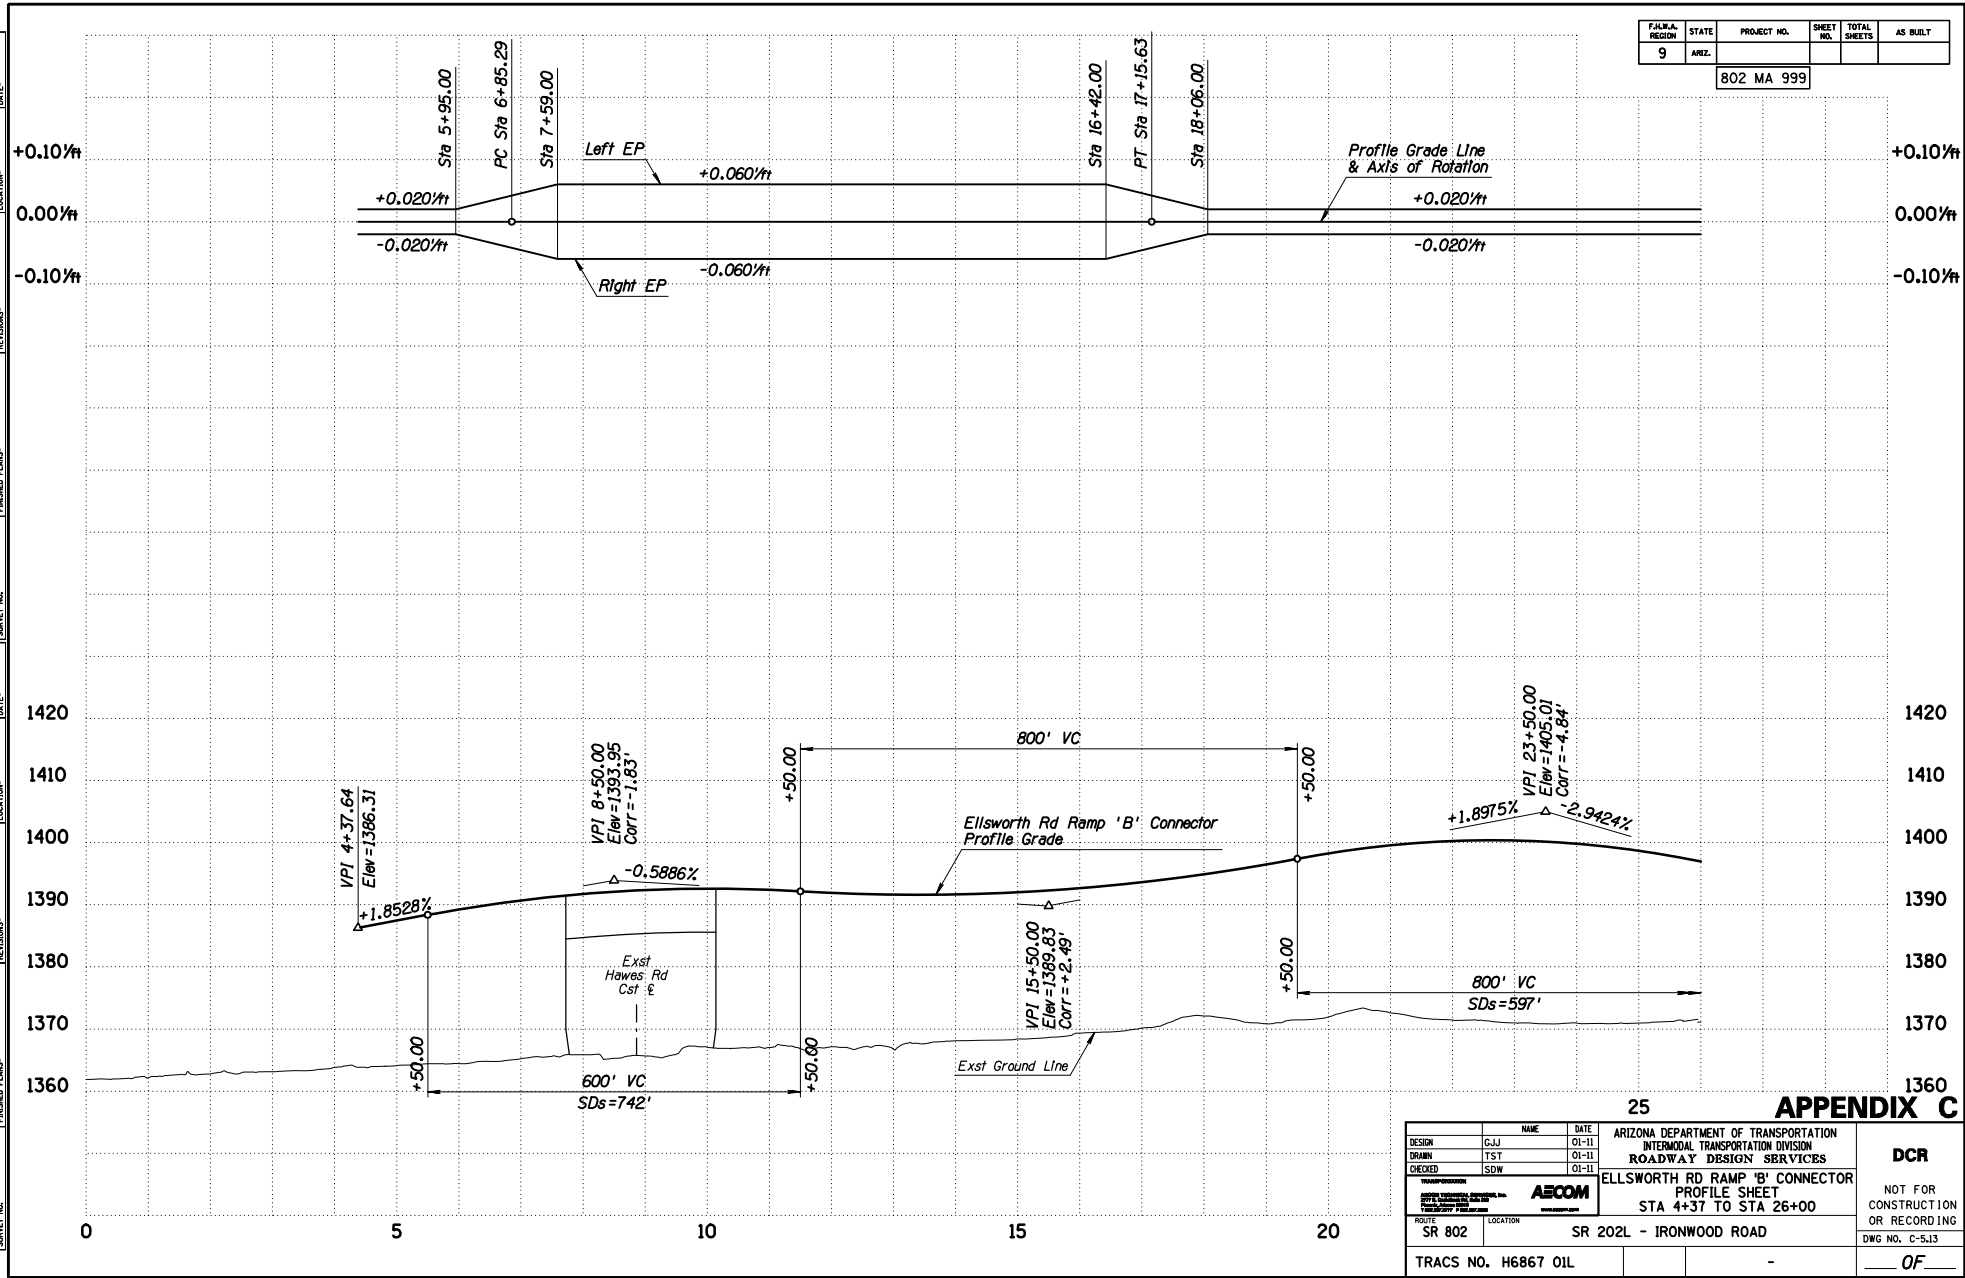 F.H.W.A. REGION STATE PROJECT NO. SHEET NO. TOTAL SHEETS AS BUILT
9 ARIZ.
802 MA 999
Sta 5+95.00
PC Sta 6+85.29
Sta 7+59.00
Sta 16+42.00
PT Sta 17+15.63
Sta 18+06.00
+0.10'/ft
+0.10'/ft
Left EP
Profile Grade Line
& Axis of Rotation
+0.020'/ft
+0.060'/ft
+0.020'/ft
0.00'/ft
0.00'/ft
-0.020'/ft
-0.060'/ft
-0.020'/ft
-0.10'/ft
-0.10'/ft
Right EP
1420
1420
1410
1410
1400
1400
1390
1390
1380
1380
1370
1370
1360
1360
VPI 4+37.64
Elev=1386.31
+1.8528%
VPI 8+50.00
Elev=1393.95
Corr=-1.83'
-0.5886%
+50.00
800' VC
+50.00
Ellsworth Rd Ramp 'B' Connector
Profile Grade
VPI 23+50.00
Elev=1405.01
Corr=-4.84'
+1.8975%
-2.9424%
Exst
Hawes Rd
Cst ℄
VPI 15+50.00
Elev=1389.83
Corr=+2.49'
+50.00
800' VC
SDs=597'
+50.00
600' VC
SDs=742'
+50.00
Exst Ground Line
0
5
10
15
20
25
APPENDIX C
NAME DATE
DESIGN GJJ 01-11
DRAWN TST 01-11
CHECKED SDW 01-11
TRANSPORTATION
AECOM
ARIZONA DEPARTMENT OF TRANSPORTATION
INTERMODAL TRANSPORTATION DIVISION
ROADWAY DESIGN SERVICES
ELLSWORTH RD RAMP 'B' CONNECTOR
PROFILE SHEET
STA 4+37 TO STA 26+00
DCR
NOT FOR
CONSTRUCTION
OR RECORDING
ROUTE
SR 802
LOCATION
SR 202L - IRONWOOD ROAD
DWG NO. C-5.13
TRACS NO. H6867 01L
-
OF